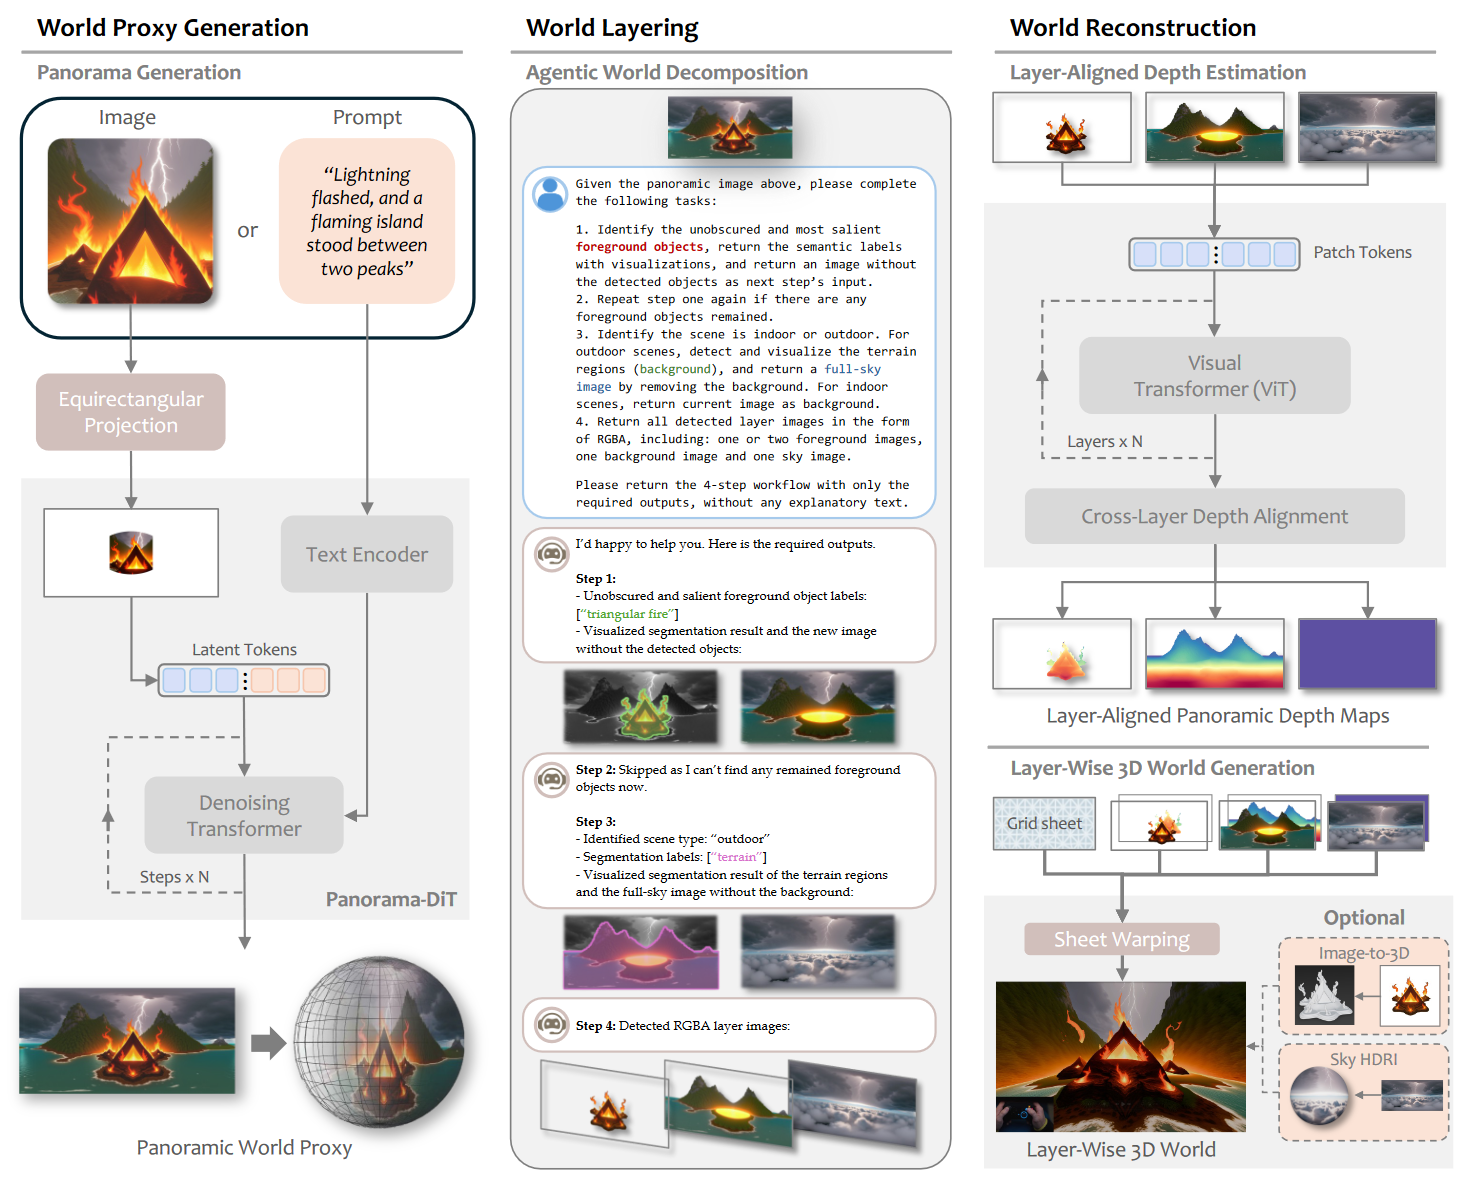 World Proxy Generation
Panorama Generation
Image
Prompt
“Lightning
flashed, and a
flaming island
stood between
two peaks”
or
Equirectangular
Projection
Text Encoder
Latent Tokens
Denoising
Transformer
Steps x N
Panorama-DiT
Panoramic World Proxy
World Layering
Agentic World Decomposition
Given the panoramic image above, please complete
the following tasks:
1. Identify the unobscured and most salient
foreground objects, return the semantic labels
with visualizations, and return an image without
the detected objects as next step’s input.
2. Repeat step one again if there are any
foreground objects remained.
3. Identify the scene is indoor or outdoor. For
outdoor scenes, detect and visualize the terrain
regions (background), and return a full-sky
image by removing the background. For indoor
scenes, return current image as background.
4. Return all detected layer images in the form
of RGBA, including: one or two foreground images,
one background image and one sky image.
Please return the 4-step workflow with only the
required outputs, without any explanatory text.
I’d happy to help you. Here is the required outputs.
Step 1:
- Unobscured and salient foreground object labels:
[“triangular fire”]
- Visualized segmentation result and the new image
without the detected objects:
Step 2: Skipped as I can’t find any remained foreground
objects now.
Step 3:
- Identified scene type: “outdoor”
- Segmentation labels: [“terrain”]
- Visualized segmentation result of the terrain regions
and the full-sky image without the background:
Step 4: Detected RGBA layer images:
World Reconstruction
Layer-Aligned Depth Estimation
Patch Tokens
Visual
Transformer (ViT)
Layers x N
Cross-Layer Depth Alignment
Layer-Aligned Panoramic Depth Maps
Layer-Wise 3D World Generation
Grid sheet
Sheet Warping
Optional
Image-to-3D
Sky HDRI
Layer-Wise 3D World